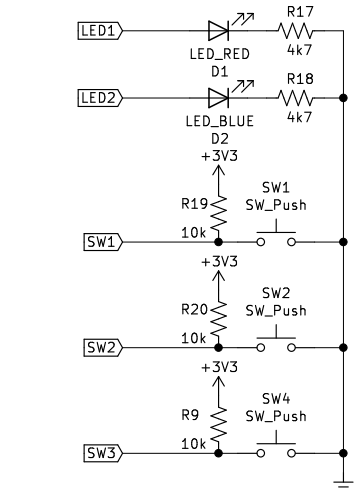 R17
LED1
LED_RED
4k7
D1
R18
LED2
LED_BLUE
4k7
D2
+3V3
SW1
R19
SW_Push
10k
SW1
+3V3
SW2
R20
SW_Push
10k
SW2
+3V3
SW4
R9
SW_Push
10k
SW3